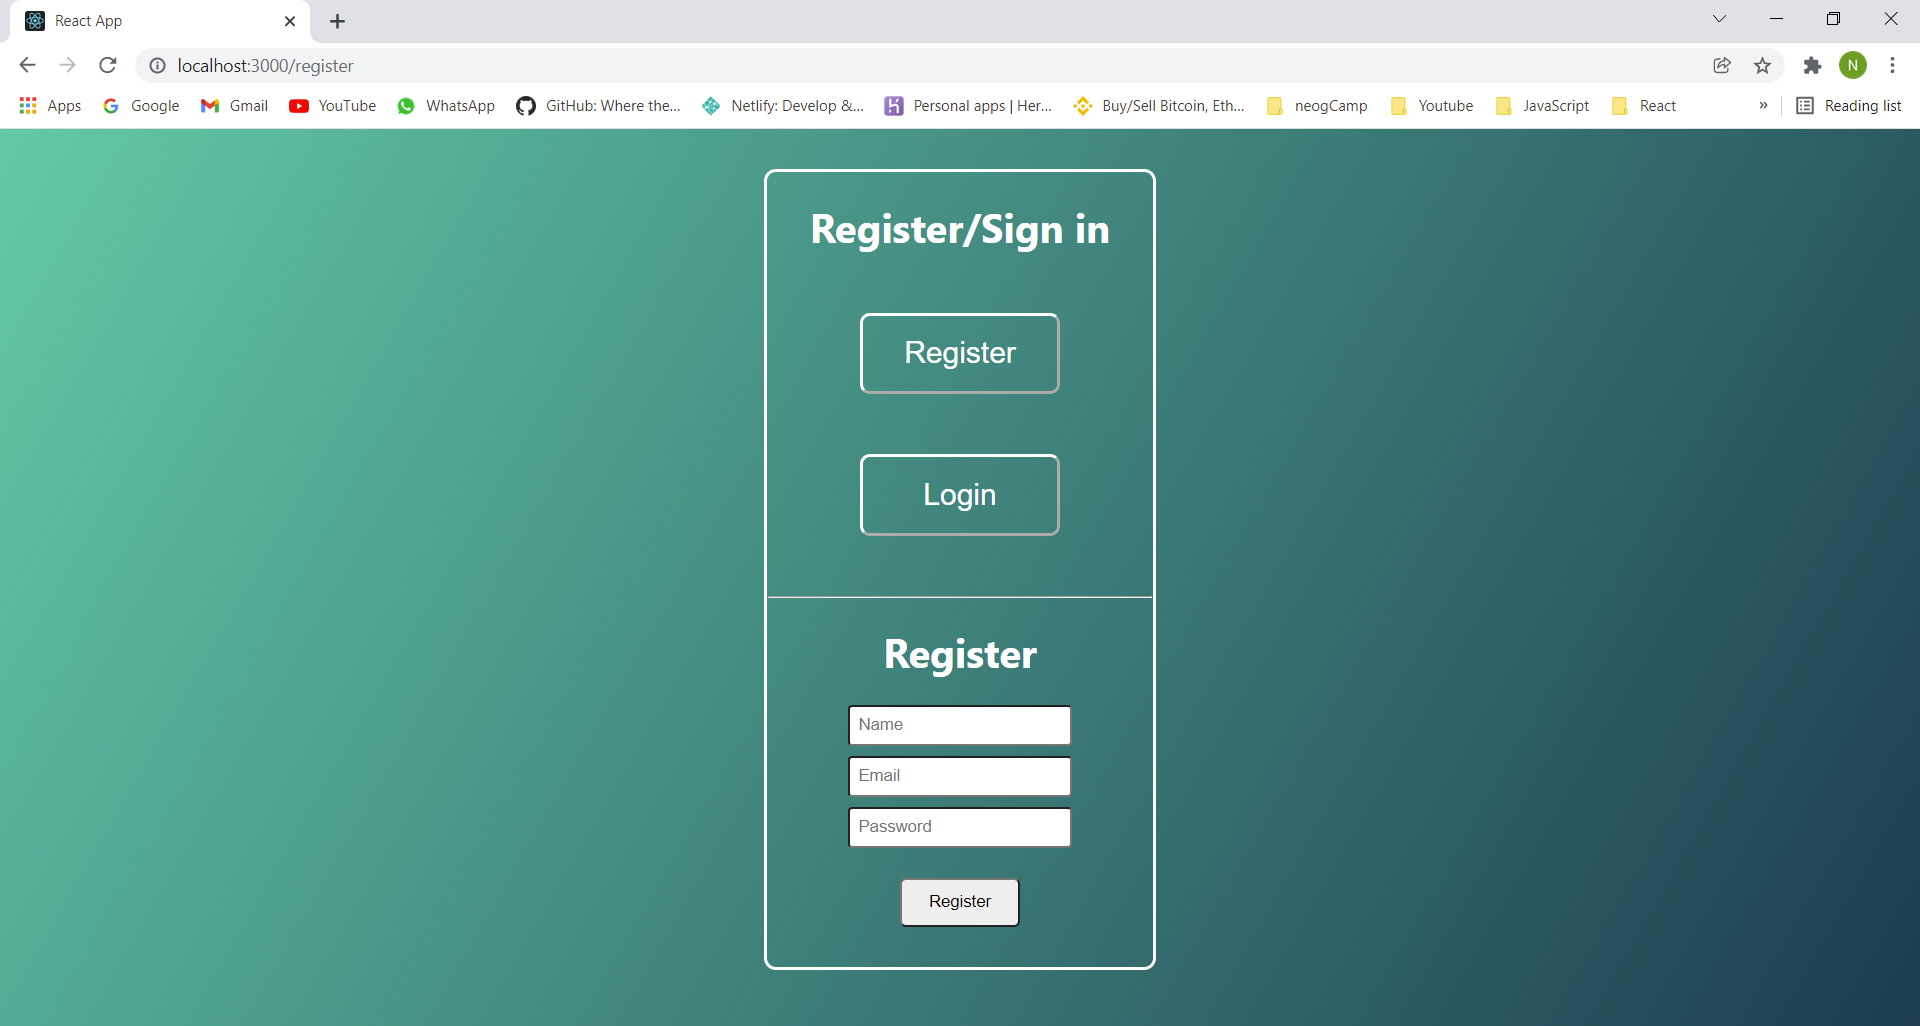 React App
localhost:3000/register
N
Apps Google Gmail YouTube WhatsApp GitHub: Where the... Netlify: Develop &... Personal apps | Her... Buy/Sell Bitcoin, Eth... neogCamp Youtube JavaScript React » Reading list
Register/Sign in
Register
Login
Register
Name
Email
Password
Register